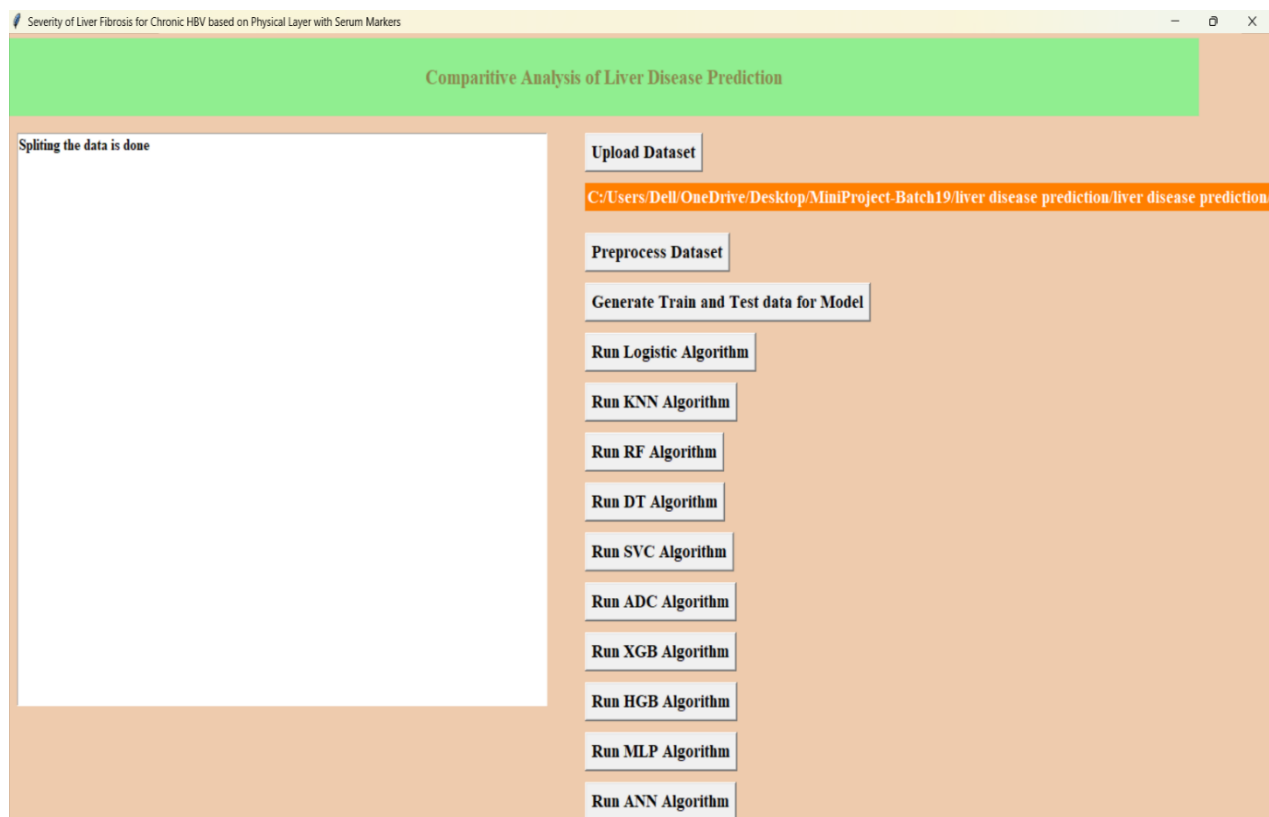 Severity of Liver Fibrosis for Chronic HBV based on Physical Layer with Serum Markers
Comparitive Analysis of Liver Disease Prediction
Spliting the data is done
Upload Dataset
C:/Users/Dell/OneDrive/Desktop/MiniProject-Batch19/liver disease prediction/liver disease prediction/
Preprocess Dataset
Generate Train and Test data for Model
Run Logistic Algorithm
Run KNN Algorithm
Run RF Algorithm
Run DT Algorithm
Run SVC Algorithm
Run ADC Algorithm
Run XGB Algorithm
Run HGB Algorithm
Run MLP Algorithm
Run ANN Algorithm